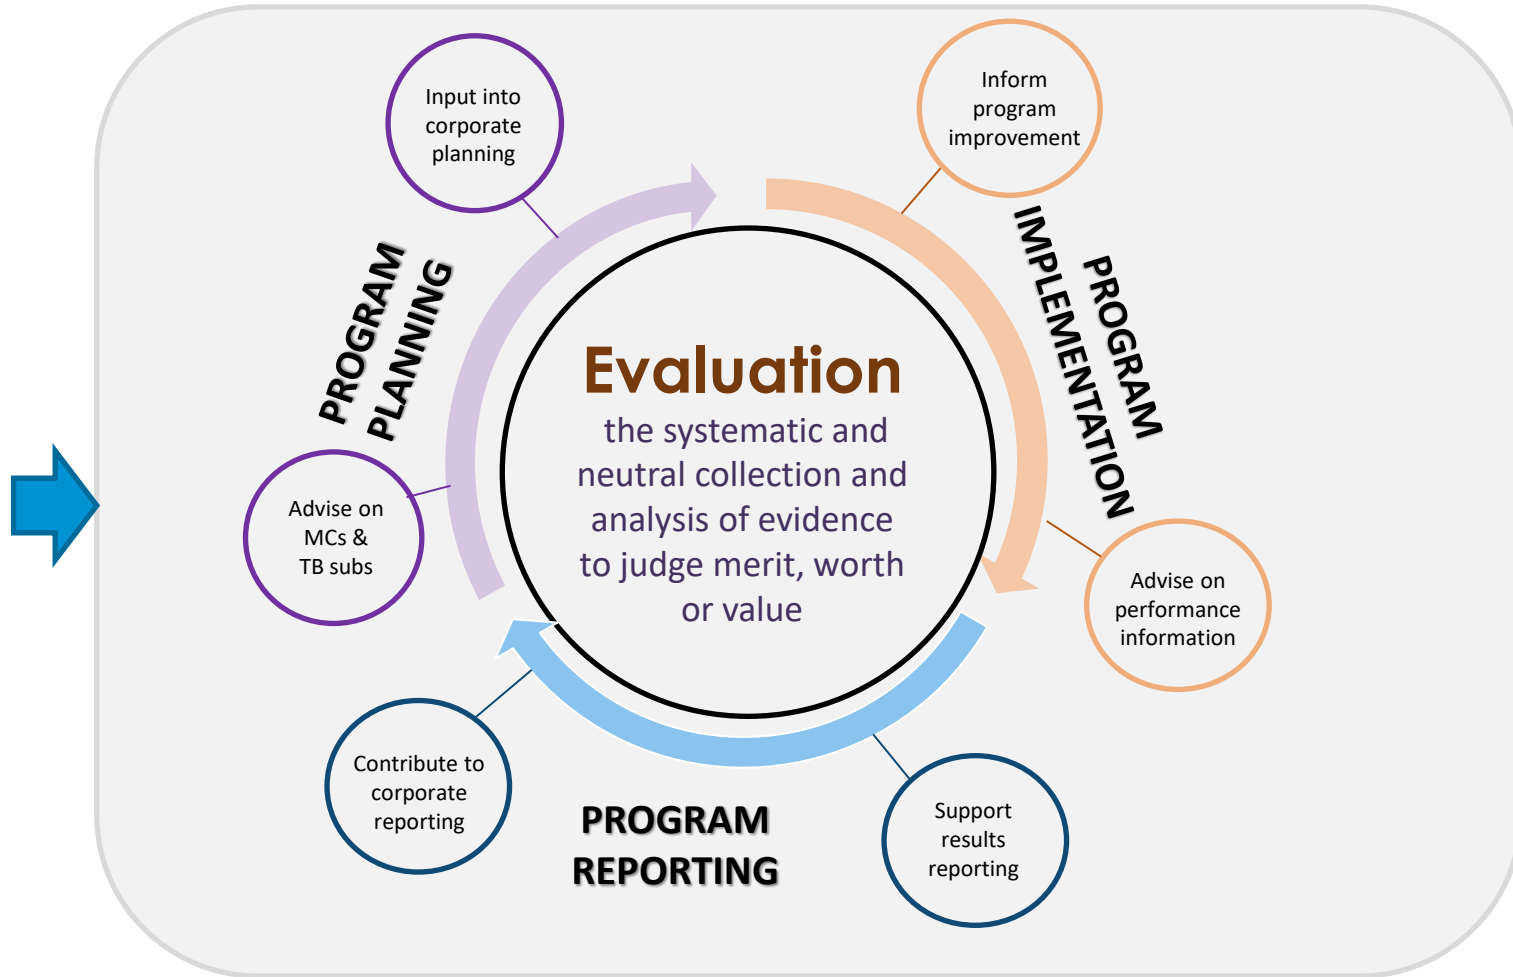 Input into
corporate
planning
Inform
program
improvement
PROGRAM
PLANNING
PROGRAM
IMPLEMENTATION
Evaluation
the systematic and
neutral collection and
analysis of evidence
to judge merit, worth
or value
Advise on
MCs &
TB subs
Advise on
performance
information
Contribute to
corporate
reporting
PROGRAM
REPORTING
Support
results
reporting